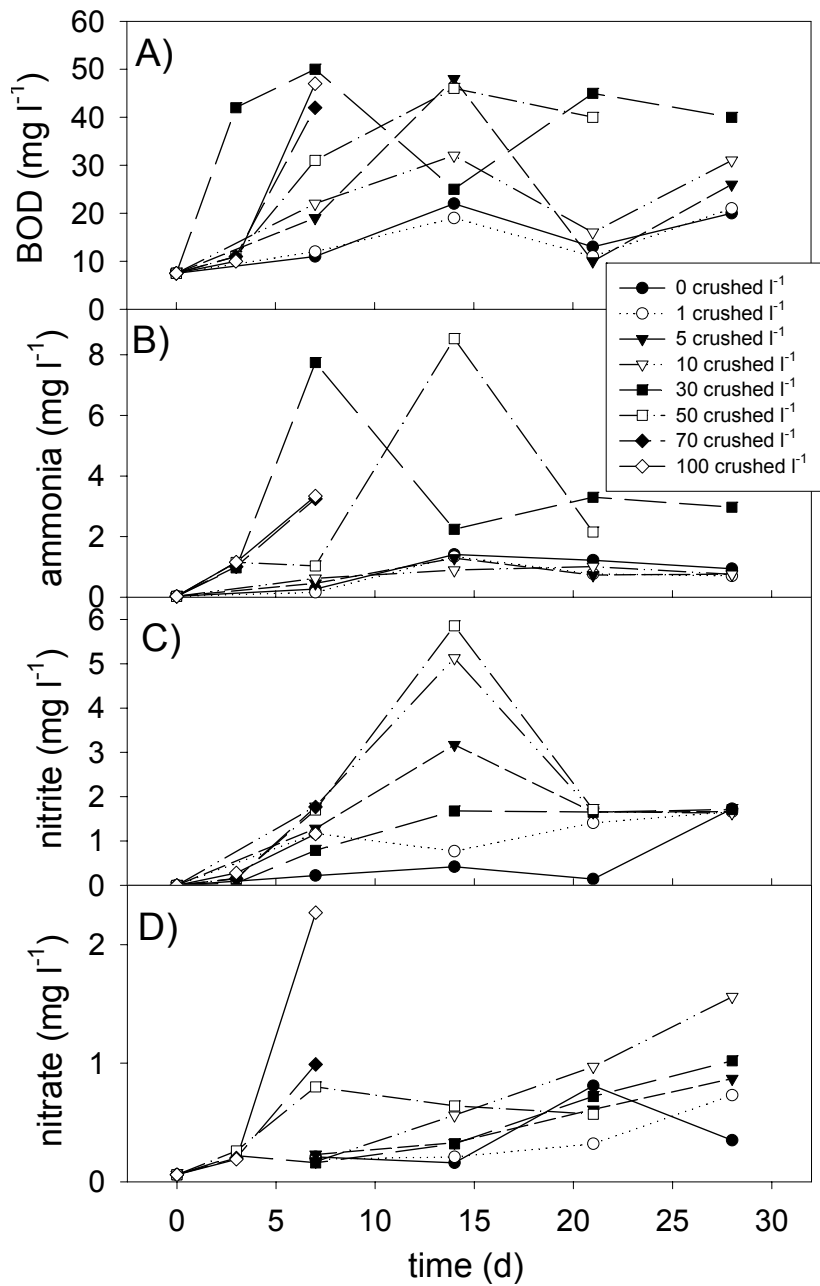 A)
BOD (mg l⁻¹)
60
50
40
30
20
10
0
0 crushed l⁻¹
1 crushed l⁻¹
5 crushed l⁻¹
10 crushed l⁻¹
30 crushed l⁻¹
50 crushed l⁻¹
70 crushed l⁻¹
100 crushed l⁻¹
B)
ammonia (mg l⁻¹)
8
6
4
2
0
C)
nitrite (mg l⁻¹)
6
5
4
3
2
1
0
D)
nitrate (mg l⁻¹)
2
1
0
0 5 10 15 20 25 30
time (d)